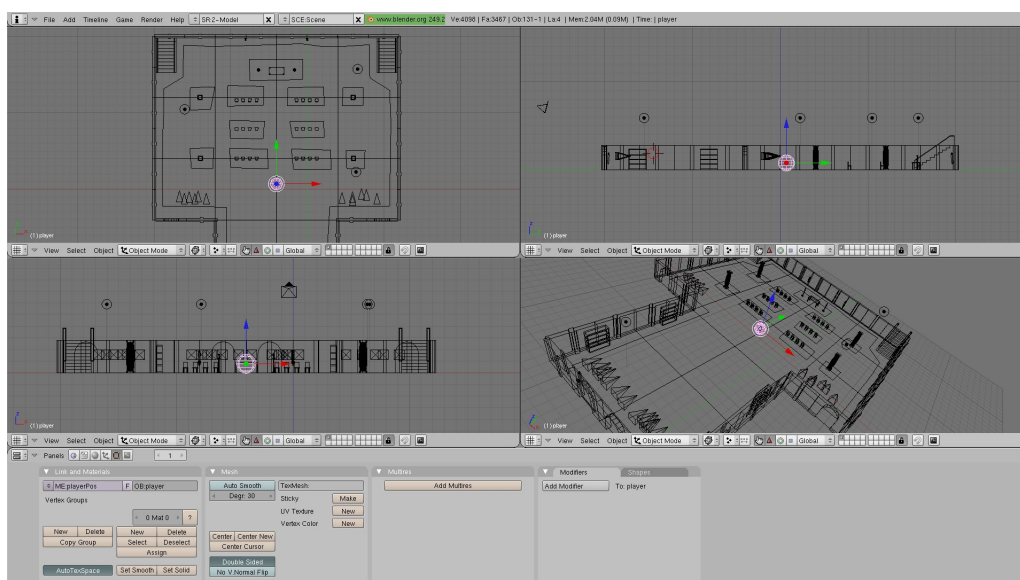 File Add Timeline Game Render Help SR:2-Model X SCE:Scene X www.blender.org 249.2 Ve:4098 | Fa:3467 | Ob:131-1 | La:4 | Mem:2.04M (0.09M) | Time: | player
(1) player
View Select Object Object Mode Global
(1) player
View Select Object Object Mode Global
(1) player
View Select Object Object Mode Global
(1) player
View Select Object Object Mode Global
Panels 1
Link and Materials
ME:playerPos F OB:player
Vertex Groups
0 Mat 0 ?
New Delete New Delete
Copy Group Select Deselect
Assign
AutoTexSpace Set Smooth Set Solid
Mesh
Auto Smooth TexMesh:
Degr: 30 Sticky Make
UV Texture New
Vertex Color New
Center Center New
Center Cursor
Double Sided
No V.Normal Flip
Multires
Add Multires
Modifiers Shapes
Add Modifier To: player